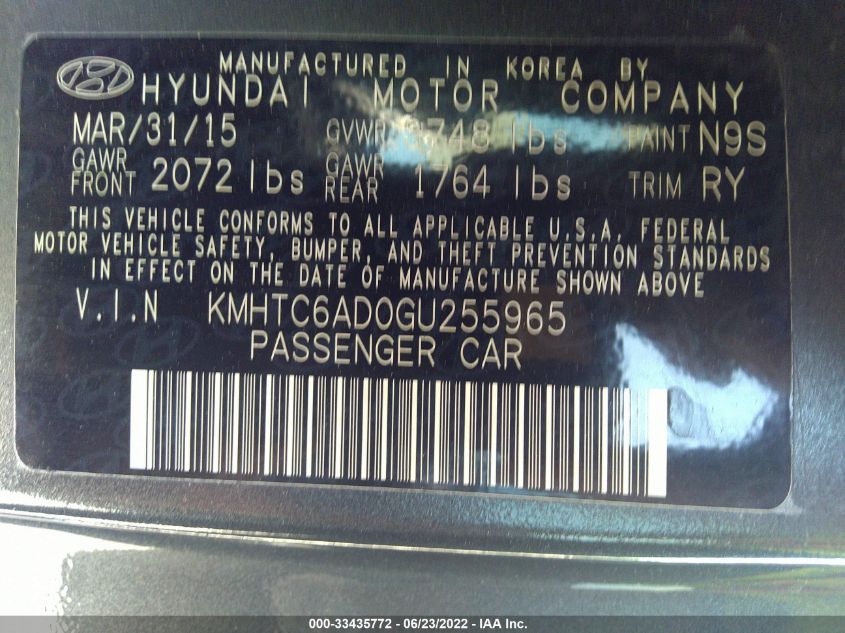 MANUFACTURED IN KOREA BY
HYUNDAI MOTOR COMPANY
MAR/31/15 GVWR 3748 lbs PAINT N9S
GAWR FRONT 2072 lbs GAWR REAR 1764 lbs TRIM RY
THIS VEHICLE CONFORMS TO ALL APPLICABLE U.S.A. FEDERAL
MOTOR VEHICLE SAFETY, BUMPER, AND THEFT PREVENTION STANDARDS
IN EFFECT ON THE DATE OF MANUFACTURE SHOWN ABOVE
V.I.N KMHTC6AD0GU255965
PASSENGER CAR
000-33435772 - 06/23/2022 - IAA Inc.